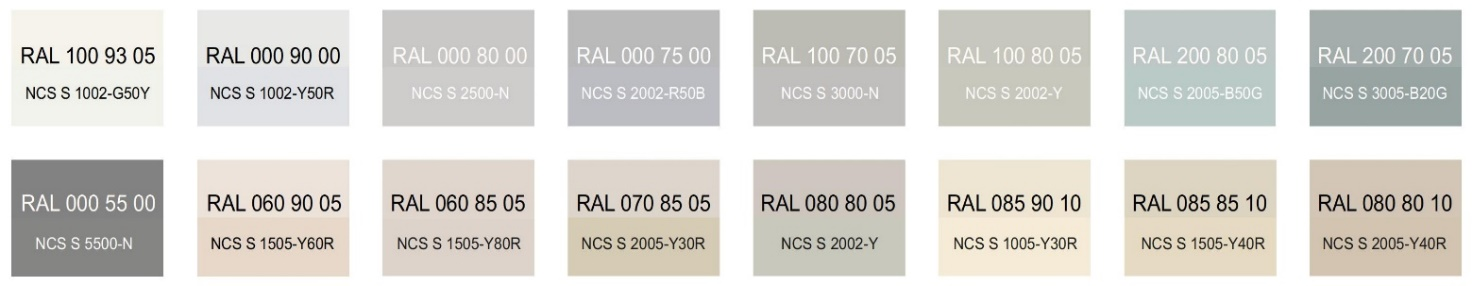 RAL 100 93 05
NCS S 1002-G50Y
RAL 000 90 00
NCS S 1002-Y50R
RAL 000 80 00
NCS S 2500-N
RAL 000 75 00
NCS S 2002-R50B
RAL 100 70 05
NCS S 3000-N
RAL 100 80 05
NCS S 2002-Y
RAL 200 80 05
NCS S 2005-B50G
RAL 200 70 05
NCS S 3005-B20G
RAL 000 55 00
NCS S 5500-N
RAL 060 90 05
NCS S 1505-Y60R
RAL 060 85 05
NCS S 1505-Y80R
RAL 070 85 05
NCS S 2005-Y30R
RAL 080 80 05
NCS S 2002-Y
RAL 085 90 10
NCS S 1005-Y30R
RAL 085 85 10
NCS S 1505-Y40R
RAL 080 80 10
NCS S 2005-Y40R